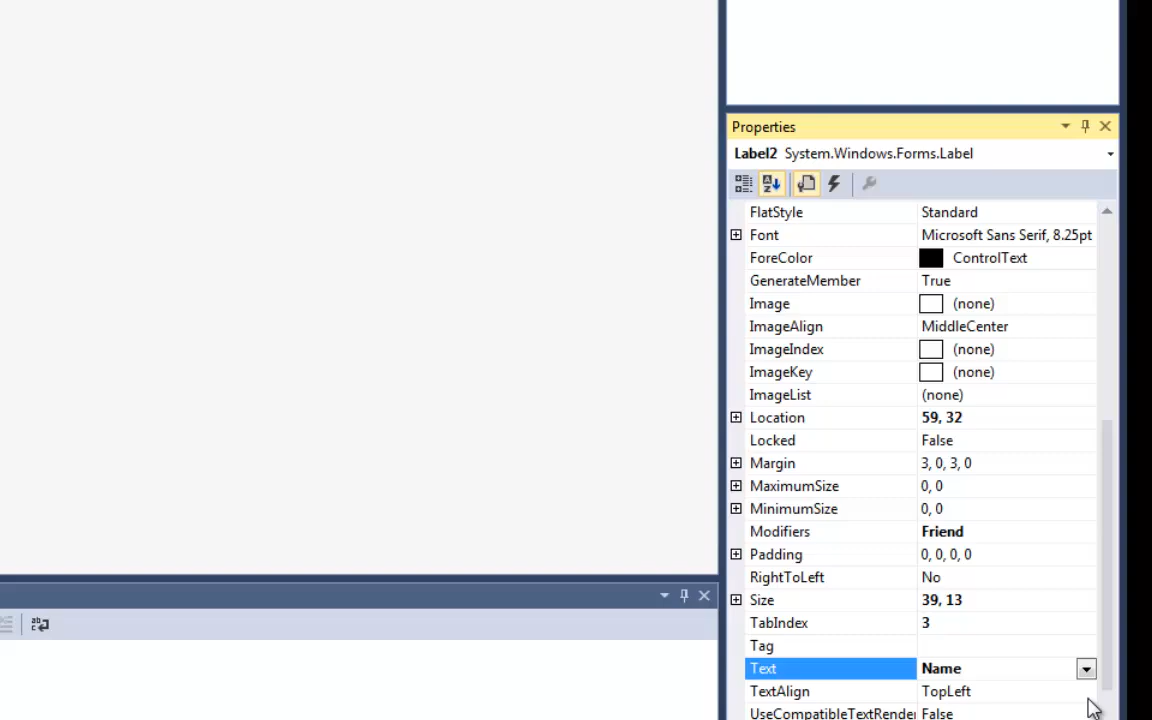 Properties
Label2 System.Windows.Forms.Label
FlatStyle Standard
Font Microsoft Sans Serif, 8.25pt
ForeColor ControlText
GenerateMember True
Image (none)
ImageAlign MiddleCenter
ImageIndex (none)
ImageKey (none)
ImageList (none)
Location 59, 32
Locked False
Margin 3, 0, 3, 0
MaximumSize 0, 0
MinimumSize 0, 0
Modifiers Friend
Padding 0, 0, 0, 0
RightToLeft No
Size 39, 13
TabIndex 3
Tag
Text Name
TextAlign TopLeft
UseCompatibleTextRender False